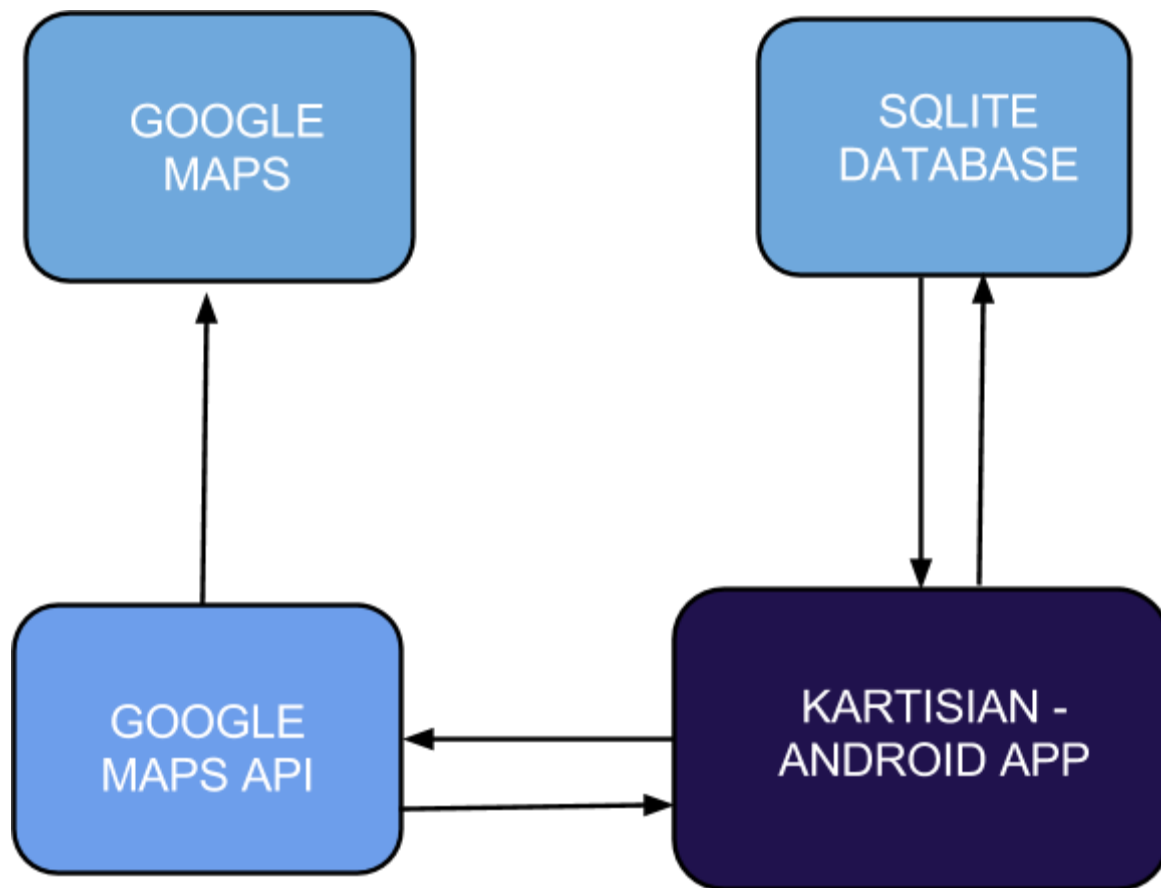 GOOGLE
MAPS
SQLITE
DATABASE
GOOGLE
MAPS API
KARTISIAN -
ANDROID APP